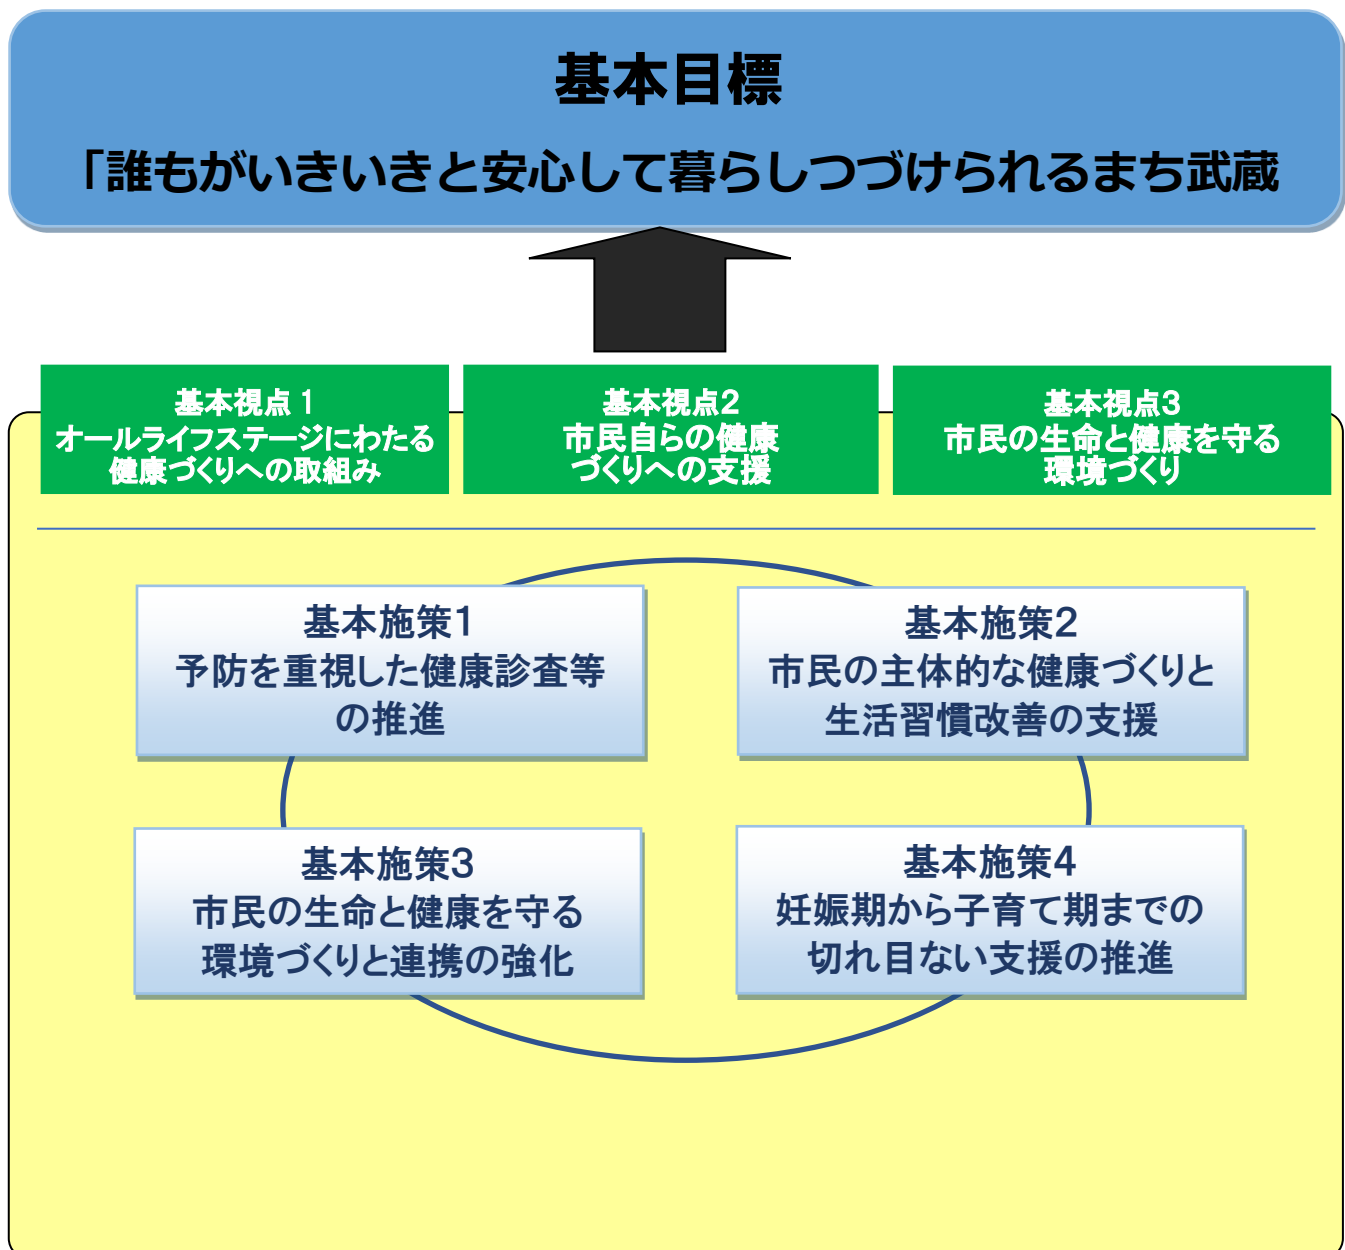 基本目標
「誰もがいきいきと安心して暮らしつづけられるまち武蔵
基本視点1
オールライフステージにわたる
健康づくりへの取組み
基本視点2
市民自らの健康
づくりへの支援
基本視点3
市民の生命と健康を守る
環境づくり
基本施策1
予防を重視した健康診査等
の推進
基本施策2
市民の主体的な健康づくりと
生活習慣改善の支援
基本施策3
市民の生命と健康を守る
環境づくりと連携の強化
基本施策4
妊娠期から子育て期までの
切れ目ない支援の推進